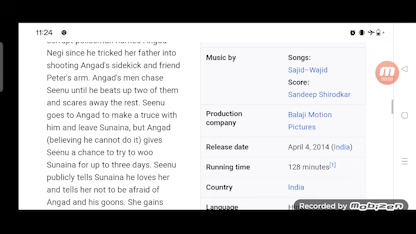 11:24
corrupt policeman named Angad
Negi since he tricked her father into
shooting Angad's sidekick and friend
Peter's arm. Angad's men chase
Seenu until he beats up two of them
and scares away the rest. Seenu
goes to Angad to make a truce with
him and leave Sunaina, but Angad
(believing he cannot do it) gives
Seenu a chance to try to woo
Sunaina for up to three days. Seenu
publicly tells Sunaina he loves her
and tells her not to be afraid of
Angad and his goons. She gains
Music by
Songs:
Sajid–Wajid
Score:
Sandeep Shirodkar
Production
company
Balaji Motion
Pictures
Release date
April 4, 2014 (India)
Running time
128 minutes[1]
Country
India
Language
Recorded by Mobizen